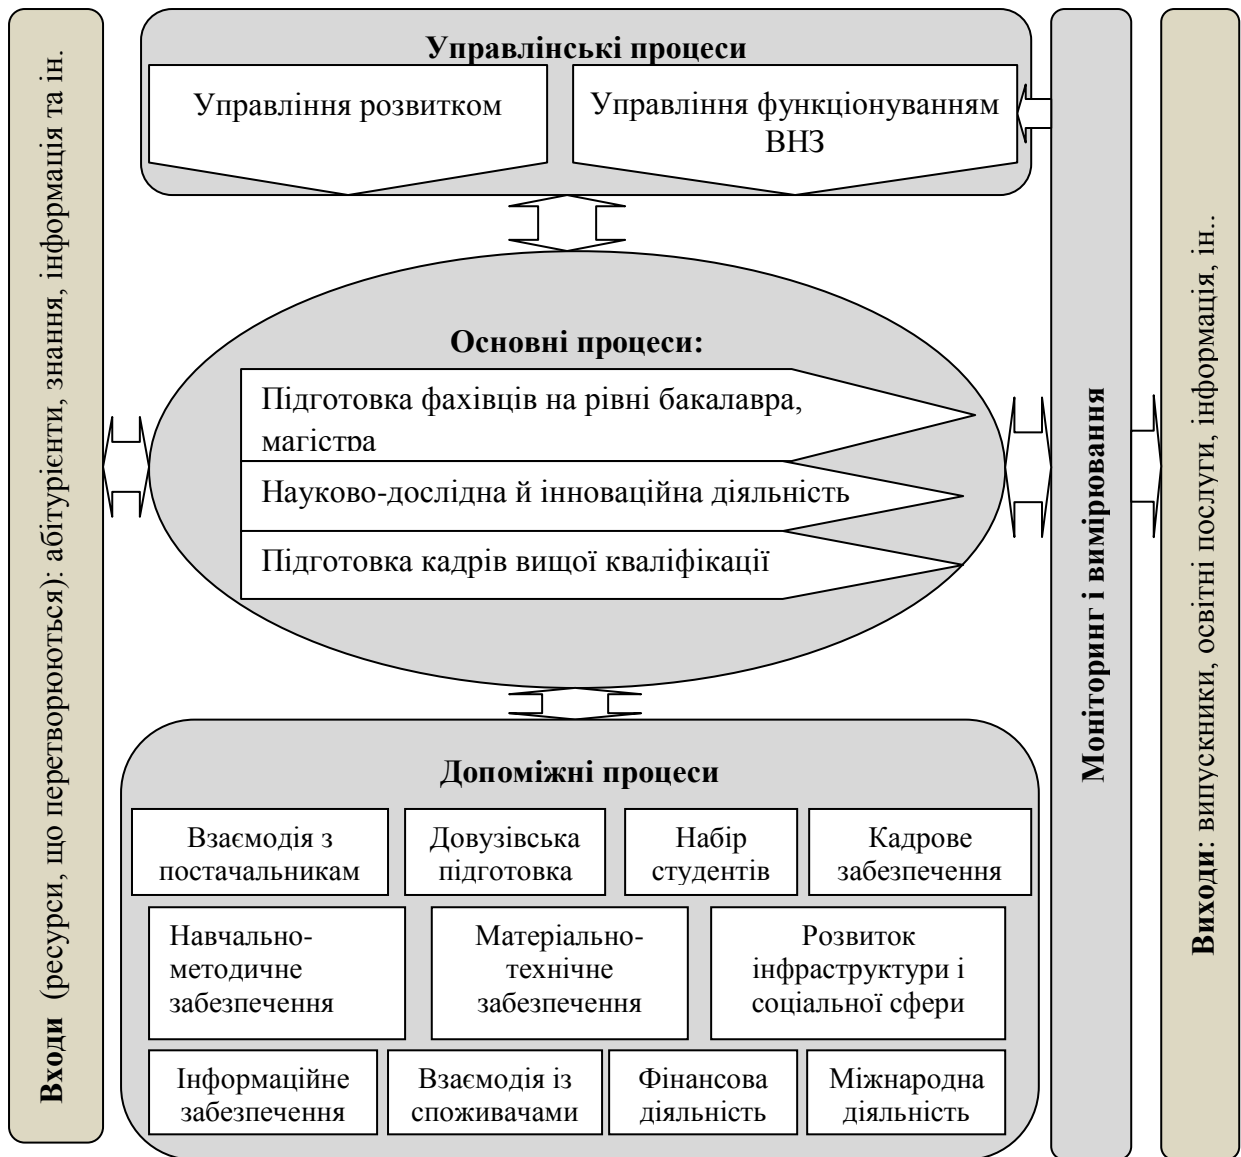 Входи (ресурси, що перетворюються): абітурієнти, знання, інформація та ін.
Управлінські процеси
Управління розвитком
Управління функціонуванням
ВНЗ
Основні процеси:
Підготовка фахівців на рівні бакалавра,
магістра
Науково-дослідна й інноваційна діяльність
Підготовка кадрів вищої кваліфікації
Допоміжні процеси
Взаємодія з
постачальникам
Довузівська
підготовка
Набір
студентів
Кадрове
забезпечення
Навчально-
методичне
забезпечення
Матеріально-
технічне
забезпечення
Розвиток
інфраструктури і
соціальної сфери
Інформаційне
забезпечення
Взаємодія із
споживачами
Фінансова
діяльність
Міжнародна
діяльність
Моніторинг і вимірювання
Виходи: випускники, освітні послуги, інформація, ін..